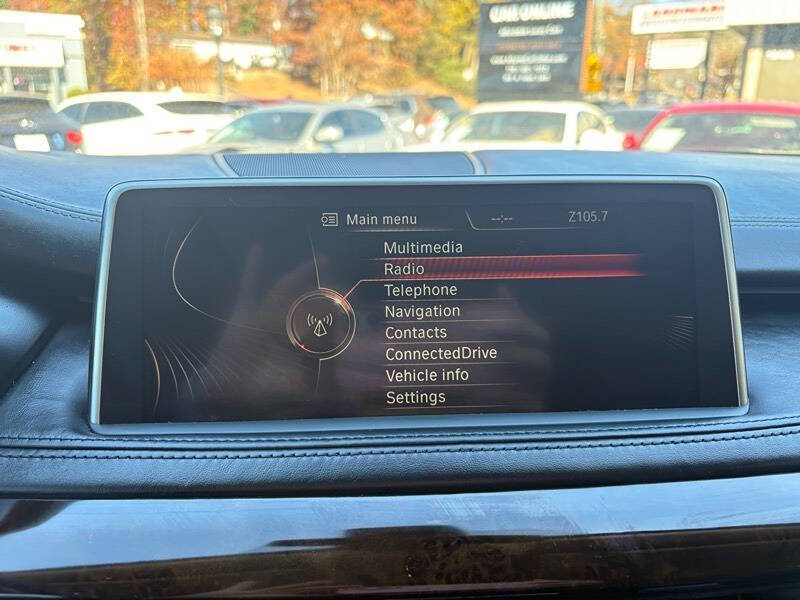 Main menu --:-- Z105.7
Multimedia
Radio
Telephone
Navigation
Contacts
ConnectedDrive
Vehicle info
Settings